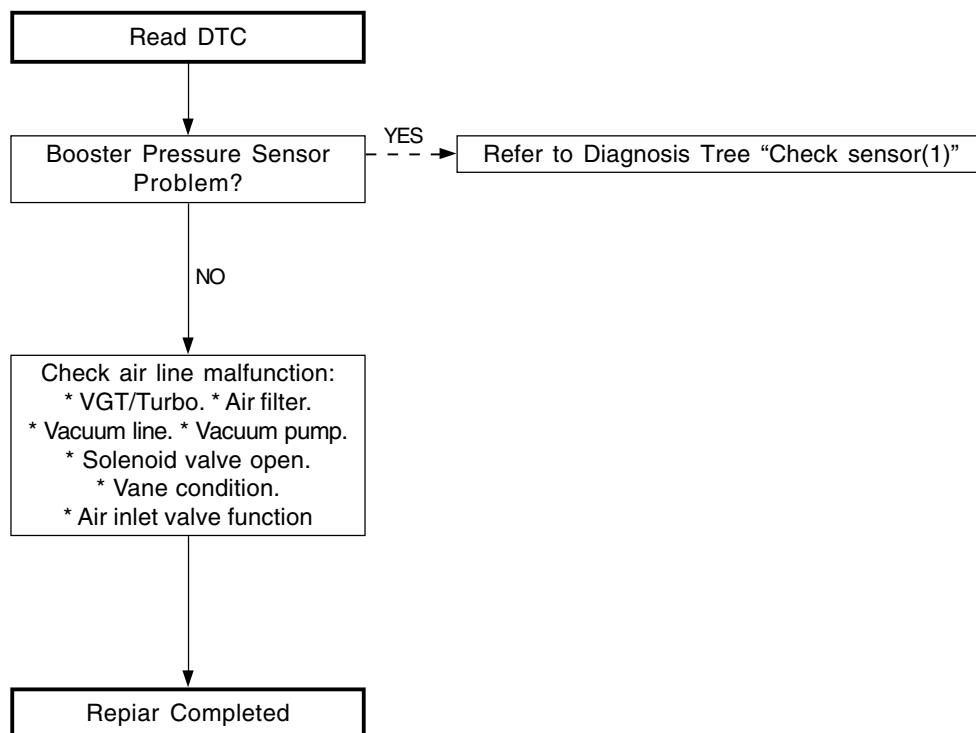 Read DTC
Booster Pressure Sensor
Problem?
YES
Refer to Diagnosis Tree “Check sensor(1)”
NO
Check air line malfunction:
* VGT/Turbo. * Air filter.
* Vacuum line. * Vacuum pump.
* Solenoid valve open.
* Vane condition.
* Air inlet valve function
Repiar Completed